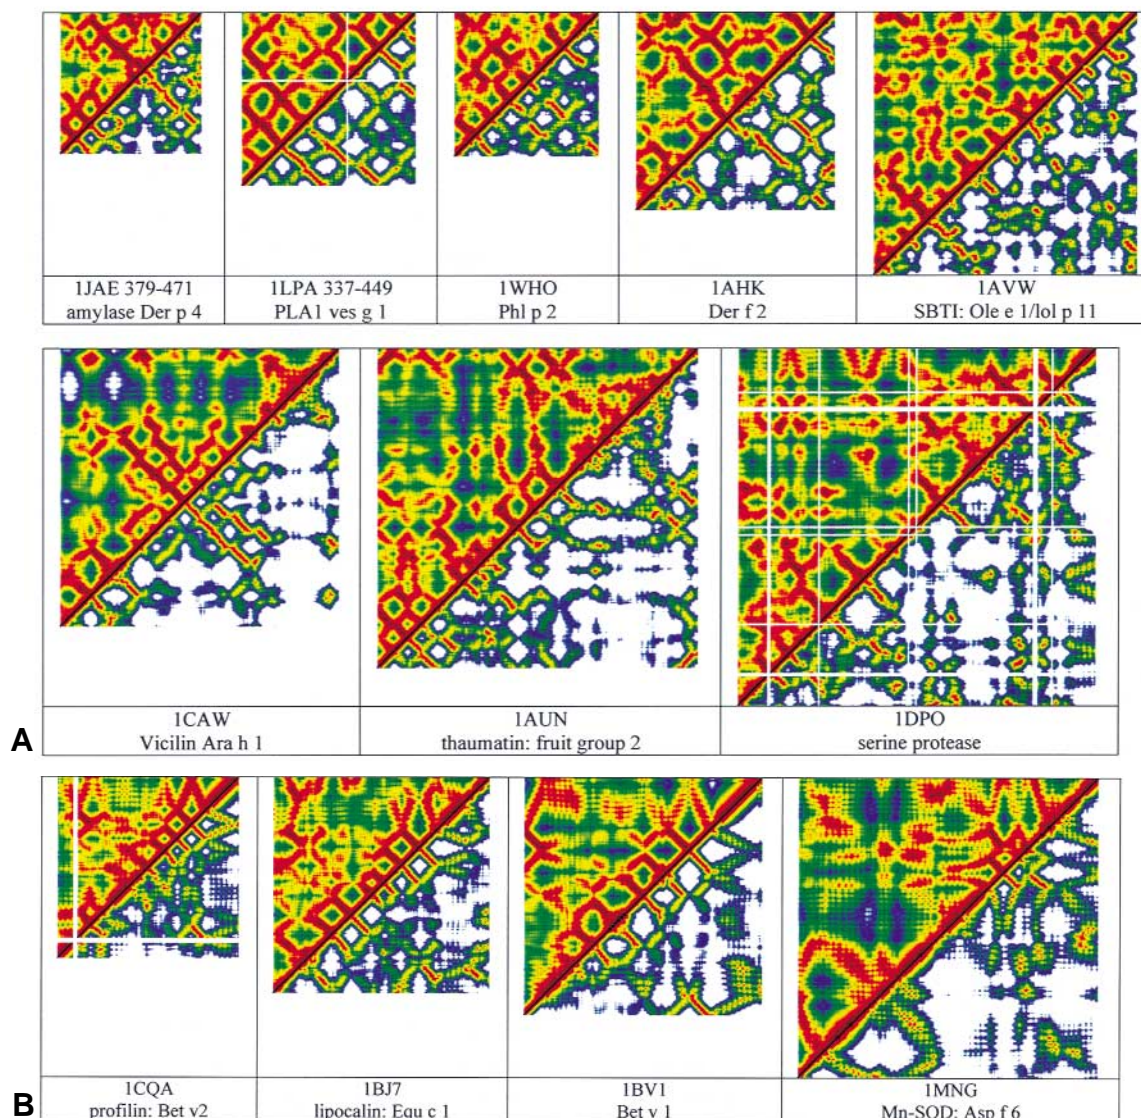 1JAE 379-471
amylase Der p 4
1LPA 337-449
PLA1 ves g 1
1WHO
Phl p 2
1AHK
Der f 2
1AVW
SBTI: Ole e 1/lol p 11
1CAW
Vicilin Ara h 1
1AUN
thaumatin: fruit group 2
1DPO
serine protease
A
1CQA
profilin: Bet v2
1BJ7
lipocalin: Equ c 1
1BV1
Bet v 1
1MNG
Mn-SOD: Asp f 6
B